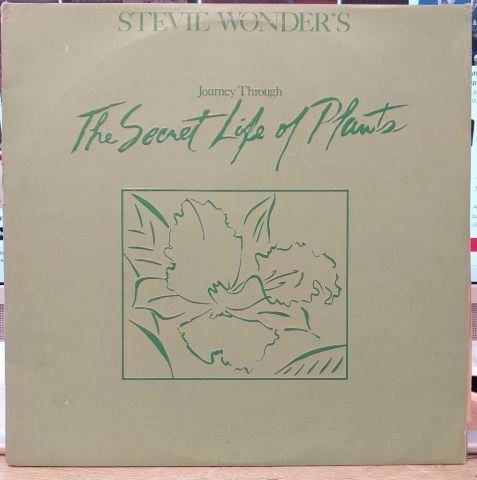 STEVIE WONDER'S
Journey Through
The Secret Life of Plants